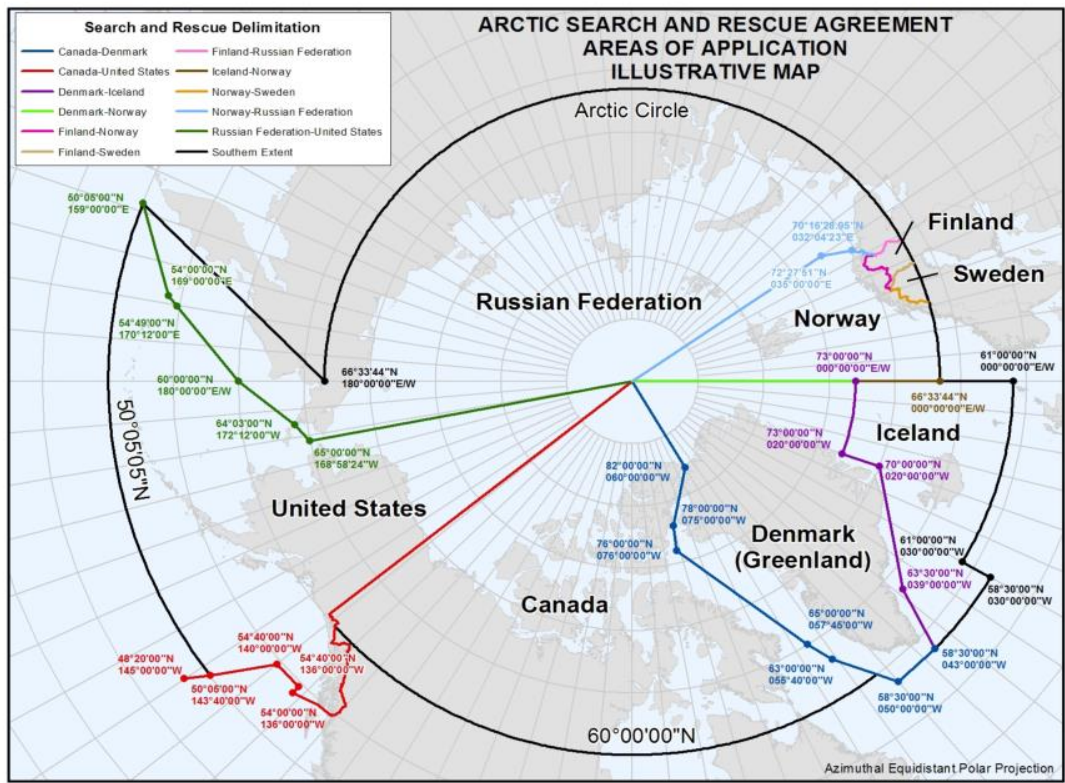 ARCTIC SEARCH AND RESCUE AGREEMENT
AREAS OF APPLICATION
ILLUSTRATIVE MAP
Search and Rescue Delimitation
Canada-Denmark
Canada-United States
Denmark-Iceland
Denmark-Norway
Finland-Norway
Finland-Sweden
Finland-Russian Federation
Iceland-Norway
Norway-Sweden
Norway-Russian Federation
Russian Federation-United States
Southern Extent
Arctic Circle
50°05'00"N
159°00'00"E
54°00'00"N
169°00'00"E
54°49'00"N
170°12'00"E
60°00'00"N
180°00'00"E/W
64°03'00"N
172°12'00"W
65°00'00"N
168°58'24"W
66°33'44"N
180°00'00"E/W
70°16'28.95"N
032°04'23"E
72°27'51"N
035°00'00"E
Finland
Sweden
Russian Federation
Norway
73°00'00"N
000°00'00"E/W
61°00'00"N
000°00'00"E/W
66°33'44"N
000°00'00"E/W
Iceland
73°00'00"N
020°00'00"W
70°00'00"N
020°00'00"W
50°05'05"N
United States
82°00'00"N
060°00'00"W
78°00'00"N
075°00'00"W
76°00'00"N
076°00'00"W
Denmark
(Greenland)
61°00'00"N
030°00'00"W
58°30'00"N
030°00'00"W
63°30'00"N
039°00'00"W
Canada
65°00'00"N
057°45'00"W
63°00'00"N
055°40'00"W
58°30'00"N
043°00'00"W
58°30'00"N
050°00'00"W
48°20'00"N
145°00'00"W
50°05'00"N
143°40'00"W
54°40'00"N
140°00'00"W
54°40'00"N
136°00'00"W
54°00'00"N
136°00'00"W
60°00'00"N
Azimuthal Equidistant Polar Projection